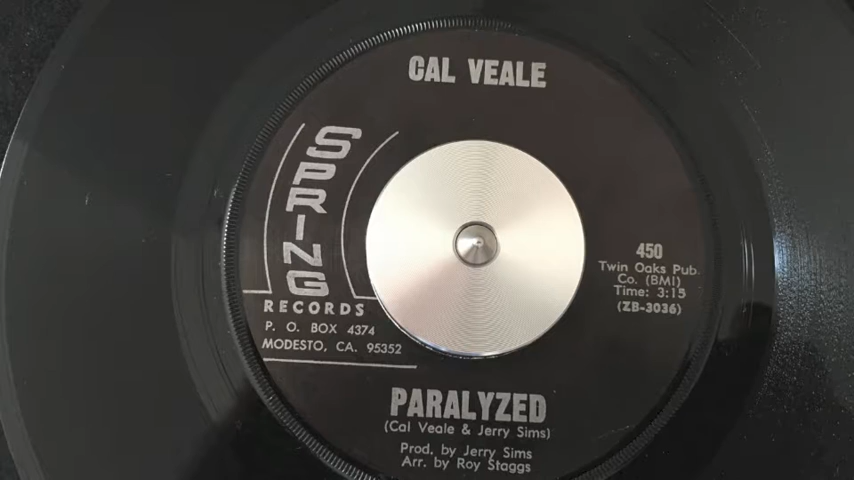 CAL VEALE
SPRING
RECORDS
P. O. BOX 4374
MODESTO, CA. 95352
450
Twin Oaks Pub.
Co. (BMI)
Time: 3:15
(ZB-3036)
PARALYZED
(Cal Veale & Jerry Sims)
Prod. by Jerry Sims
Arr. by Roy Staggs